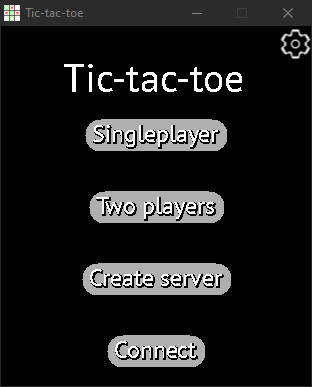 Tic-tac-toe
Tic-tac-toe
Singleplayer
Two players
Create server
Connect